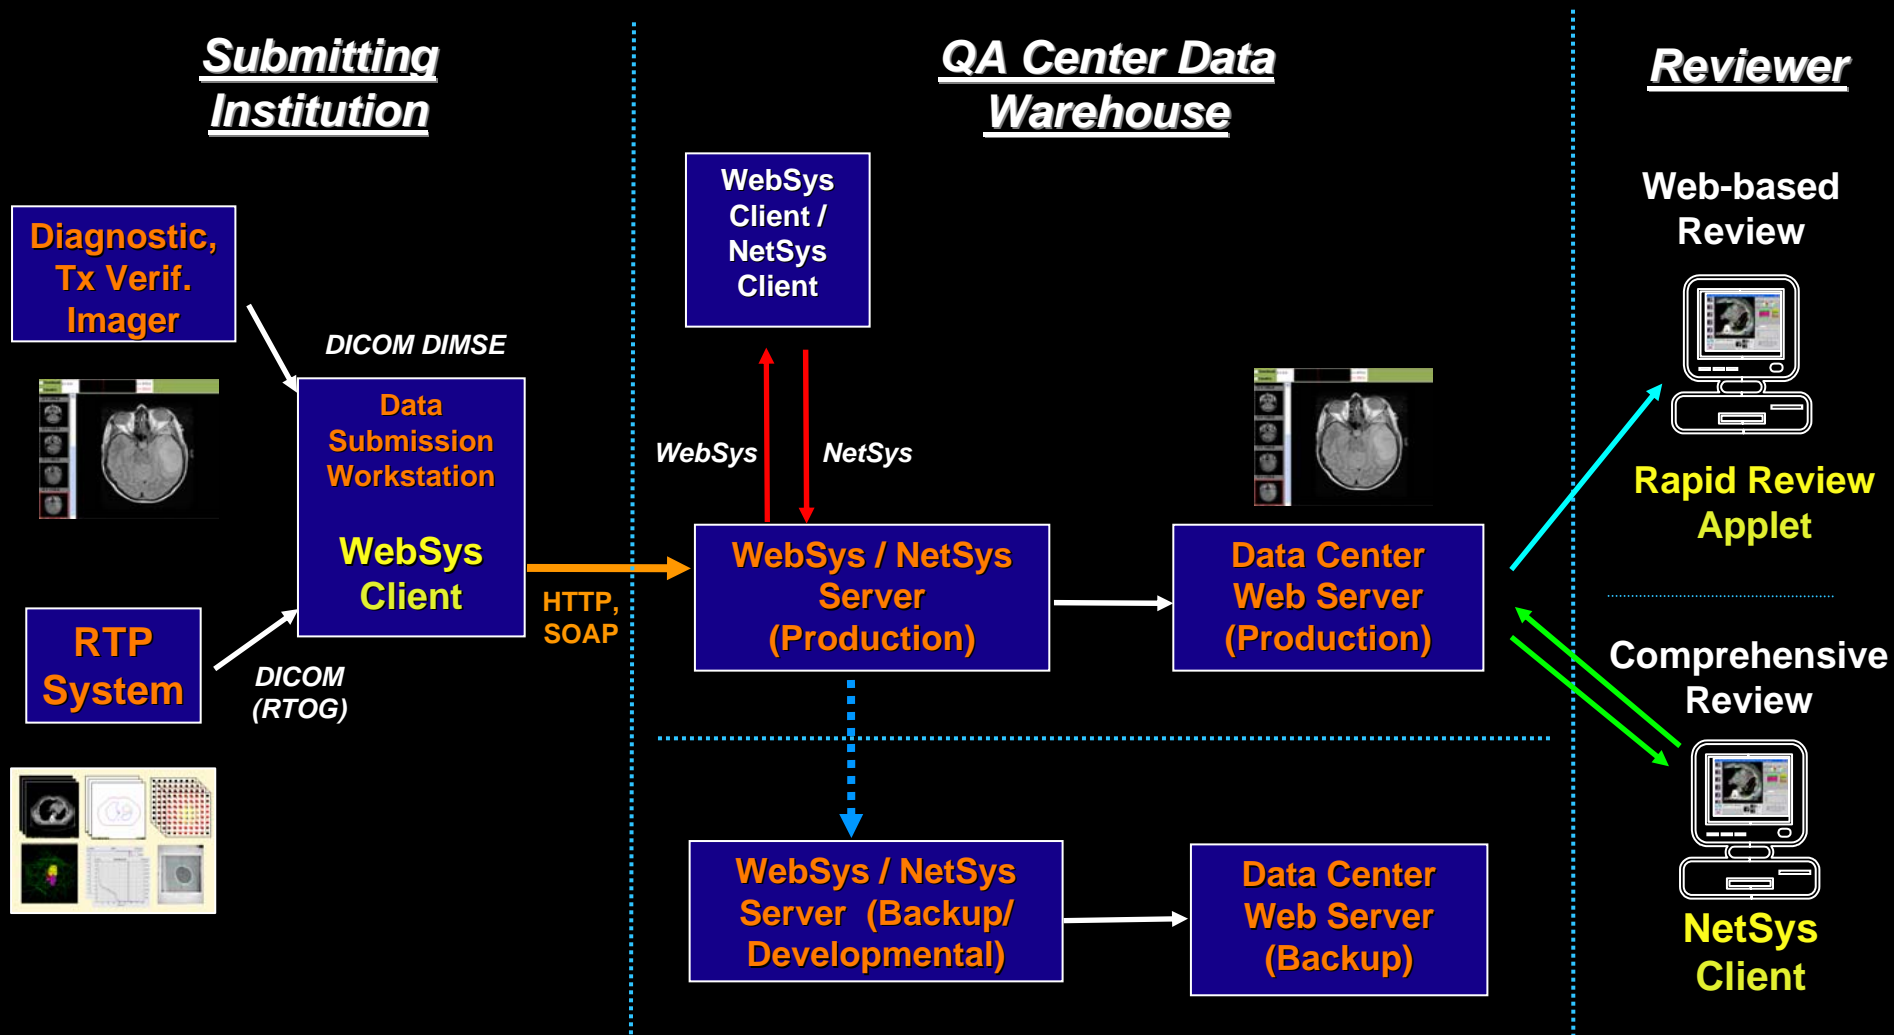 Submitting
Institution
QA Center Data
Warehouse
Reviewer
Diagnostic,
Tx Verif.
Imager
DICOM DIMSE
Data
Submission
Workstation
WebSys
Client
RTP
System
DICOM
(RTOG)
HTTP,
SOAP
WebSys
Client /
NetSys
Client
WebSys
NetSys
WebSys / NetSys
Server
(Production)
Data Center
Web Server
(Production)
WebSys / NetSys
Server (Backup/
Developmental)
Data Center
Web Server
(Backup)
Web-based
Review
Rapid Review
Applet
Comprehensive
Review
NetSys
Client